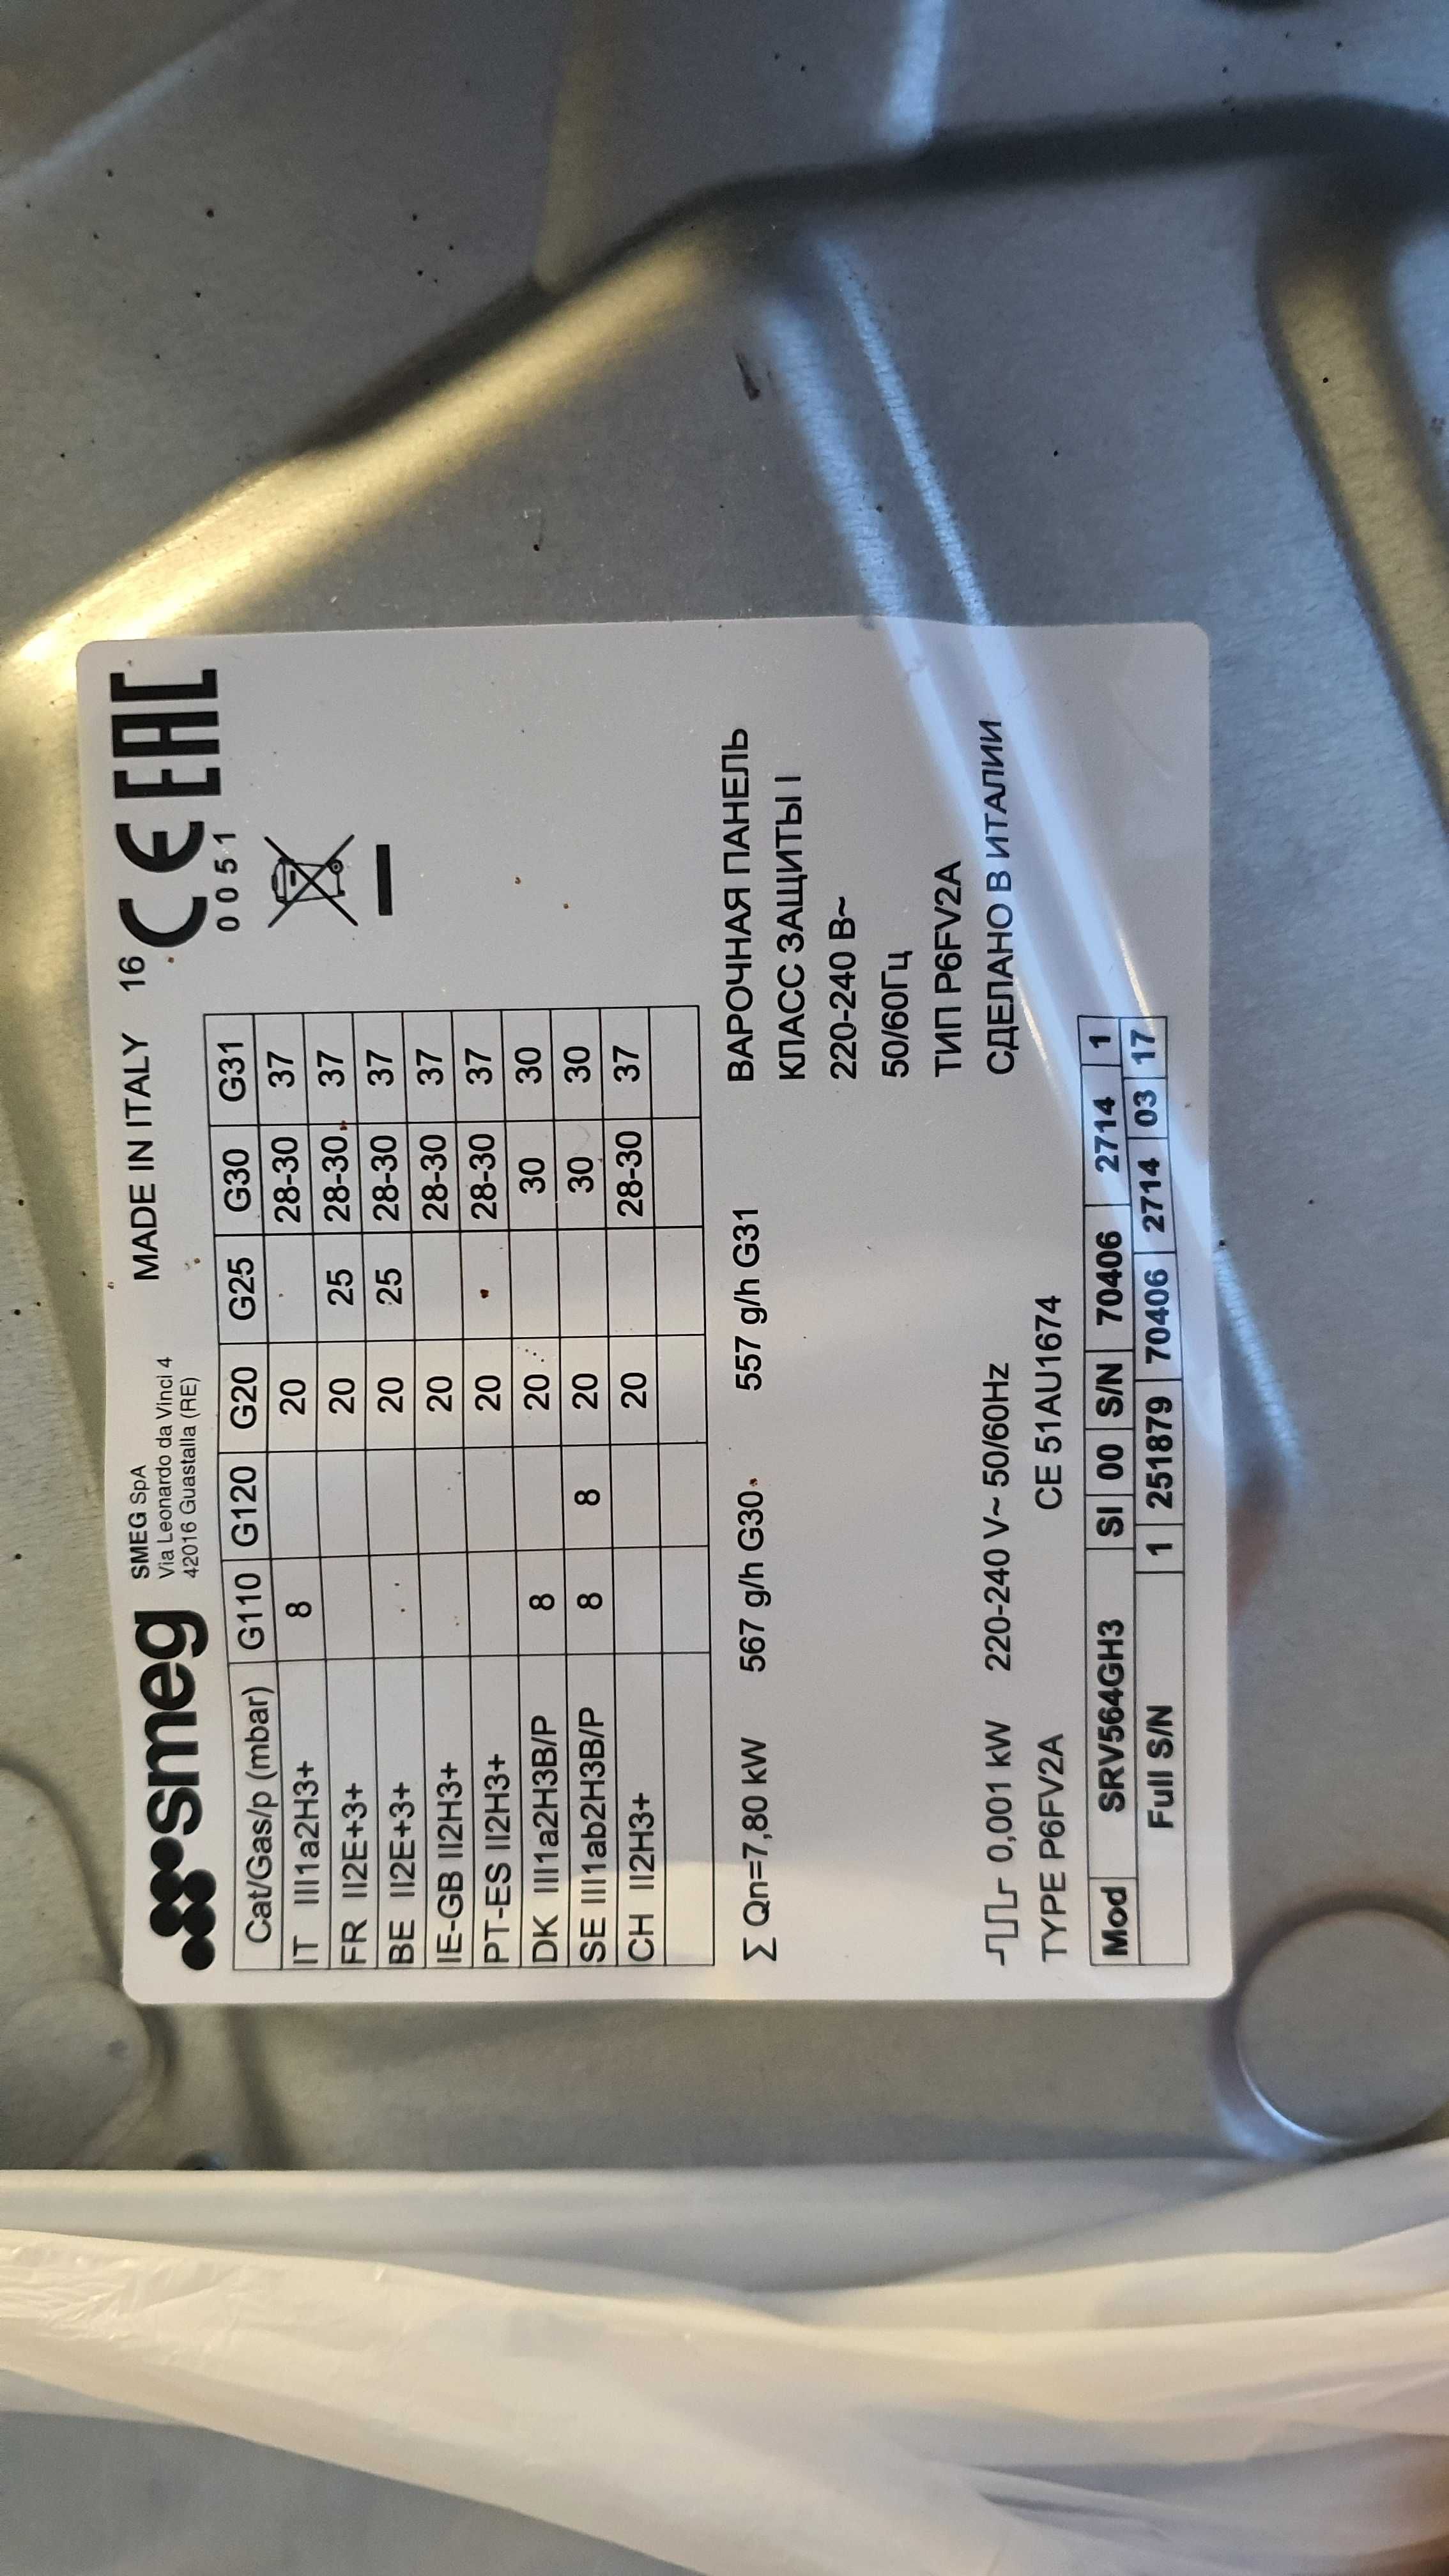 smeg
SMEG SpA
Via Leonardo da Vinci 4
42016 Guastalla (RE)
MADE IN ITALY 16
CE EAC
0051
Cat/Gas/p (mbar) G110 G120 G20 G25 G30 G31
IT III1a2H3+ 8 20 28-30 37
FR II2E+3+ 20 25 28-30 37
BE II2E+3+ 20 25 28-30 37
IE-GB II2H3+ 20 28-30 37
PT-ES II2H3+ 20 28-30 37
DK III1a2H3B/P 8 20 30 30
SE III1ab2H3B/P 8 8 20 30 30
CH II2H3+ 20 28-30 37
Σ Qn=7,80 kW 567 g/h G30 557 g/h G31
ВАРОЧНАЯ ПАНЕЛЬ
КЛАСС ЗАЩИТЫ I
220-240 В~
50/60Гц
ТИП P6FV2A
СДЕЛАНО В ИТАЛИИ
0,001 kW 220-240 V~ 50/60Hz
TYPE P6FV2A CE 51AU1674
Mod SRV564GH3 SI 00 S/N 70406 2714 1
Full S/N 1 251879 70406 2714 03 17